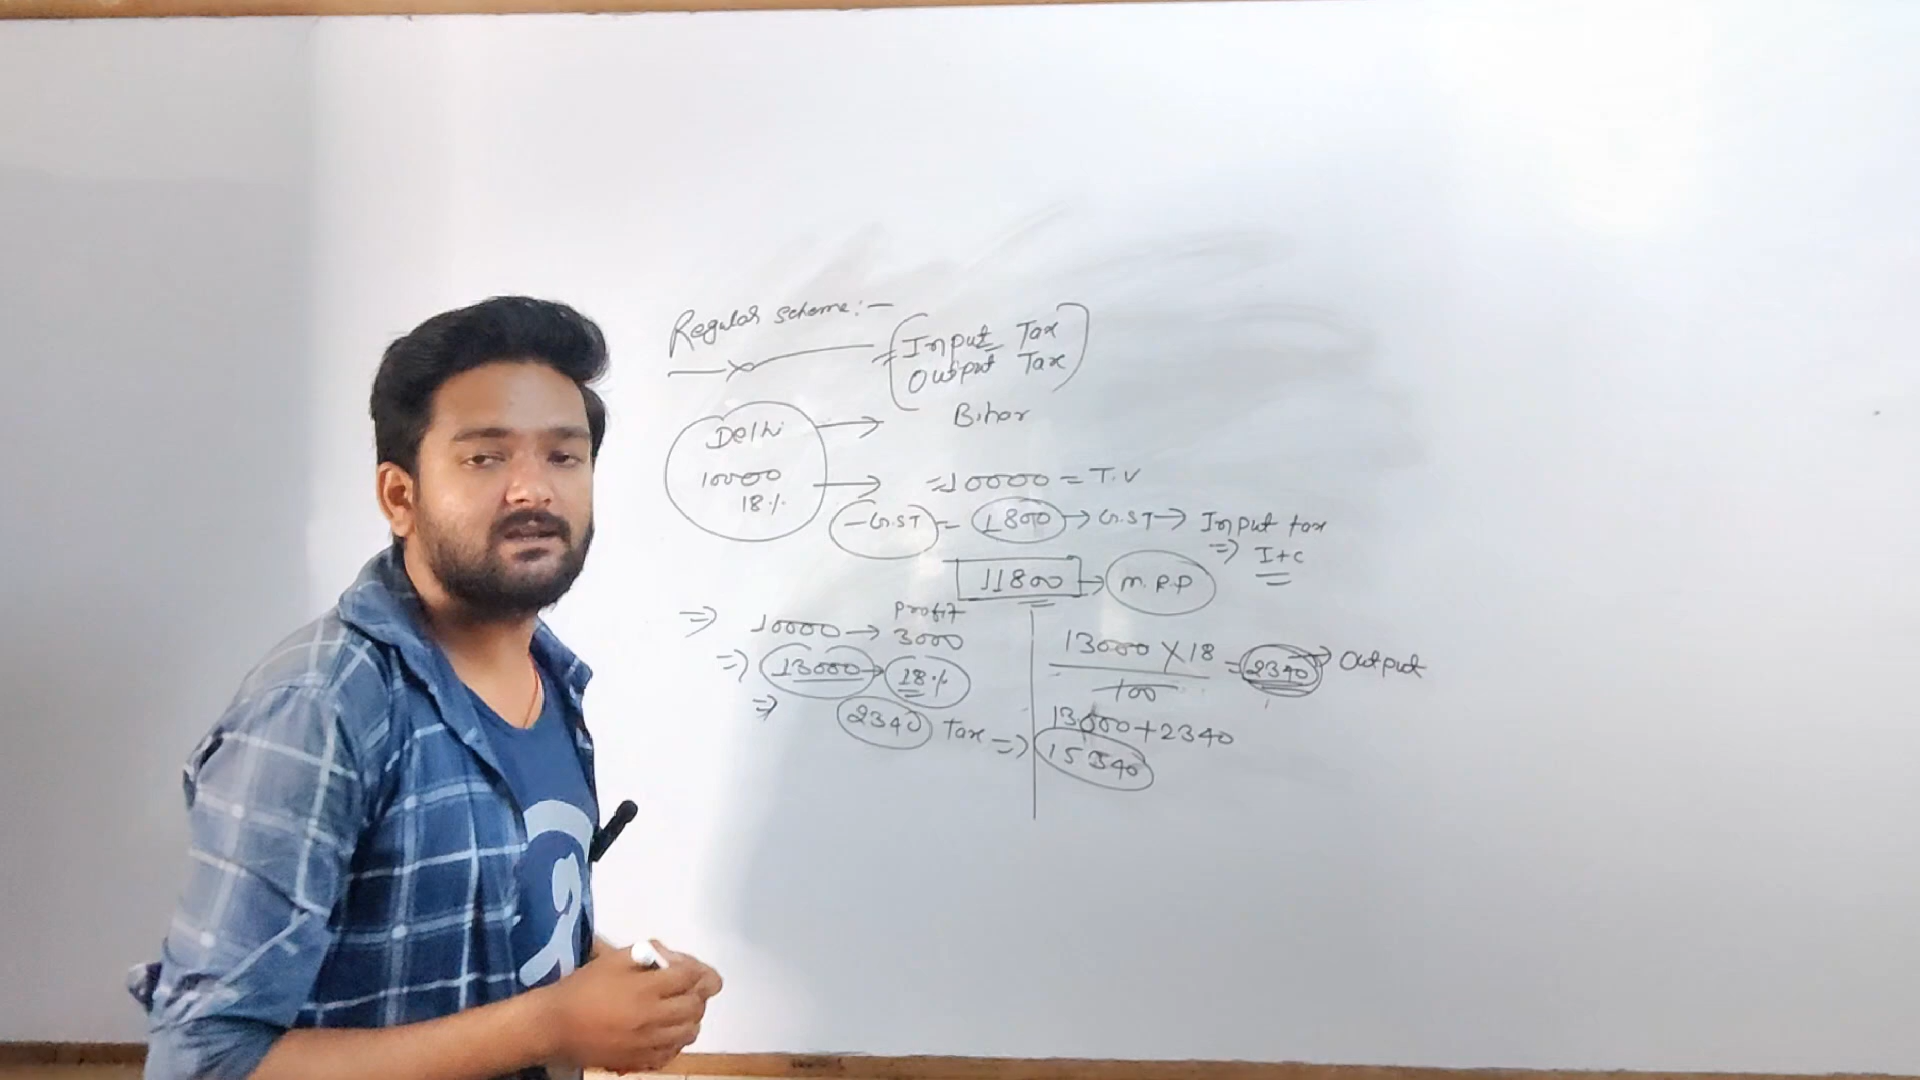 Regular scheme:-
= Input Tax
Output Tax
Delhi → Bihar
10000 → = 10000 = T.V
18%
- G.ST = 1800 → G.ST → Input tax
=> I+C
11800 → M.R.P
=> 10000 → Profit 3000
=> 13000 → 18%
=> 2340 Tax =>
13000 X 18 = 2340 → Output
100
13000+2340
15340